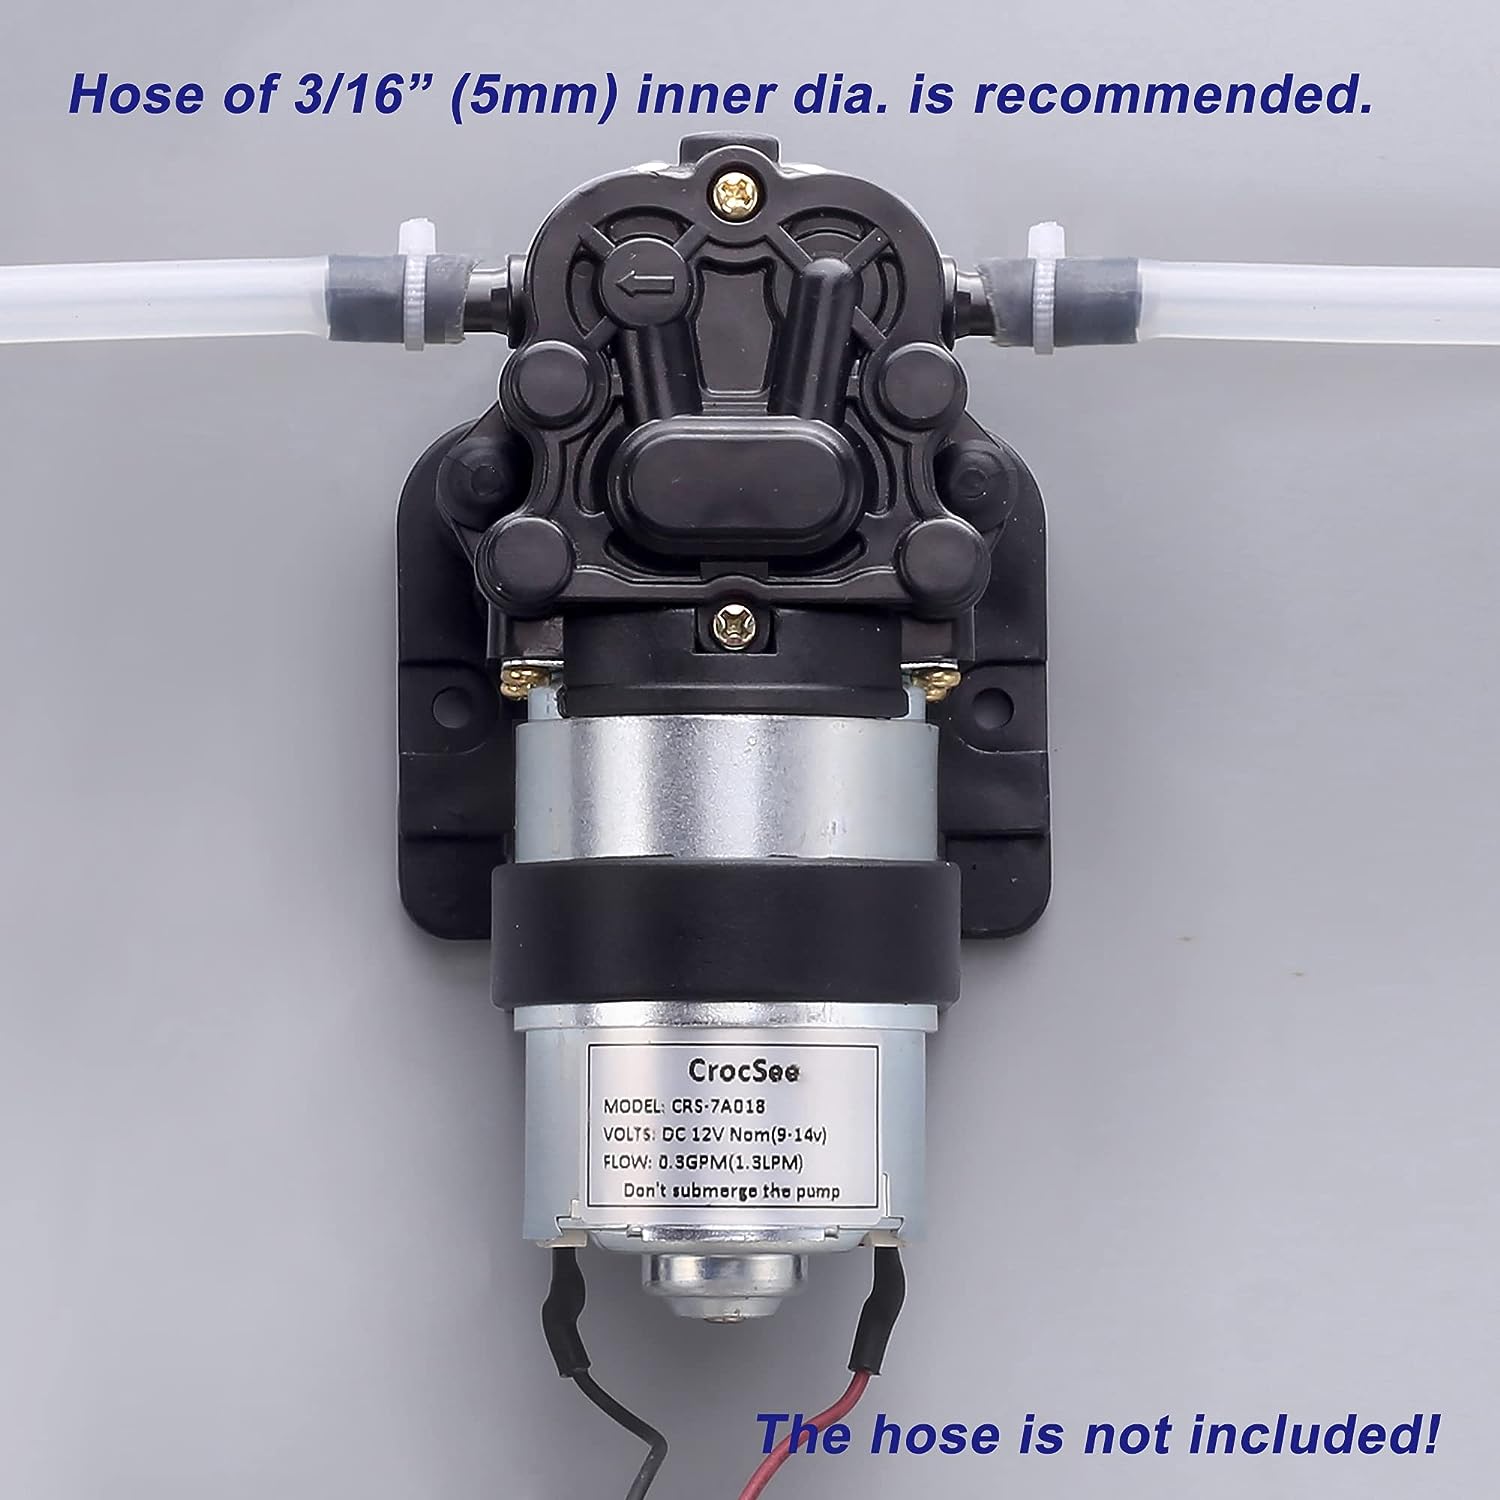 Hose of 3/16” (5mm) inner dia. is recommended.
CrocSee
MODEL: CRS-7A018
VOLTS: DC 12V Nom(9-14v)
FLOW: 0.3GPM(1.3LPM)
Don't submerge the pump
The hose is not included!